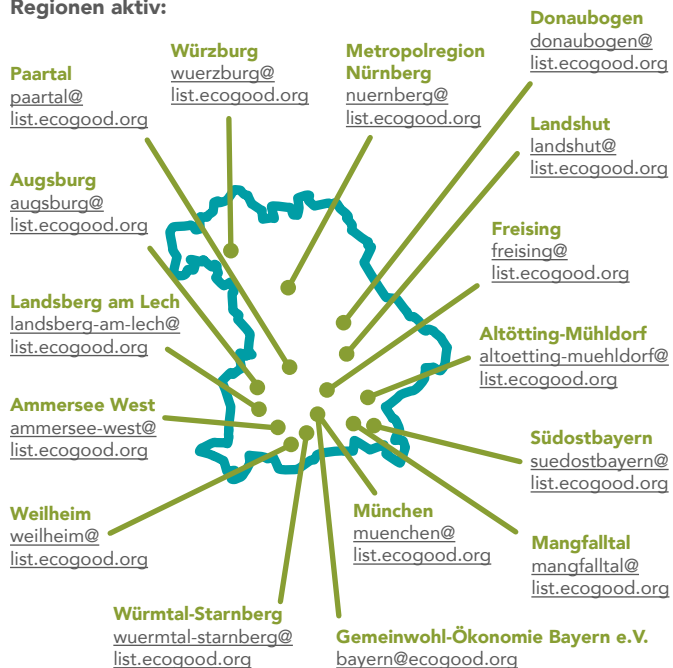 Regionen aktiv:
Paartal
paartal@
list.ecogood.org
Würzburg
wuerzburg@
list.ecogood.org
Metropolregion
Nürnberg
nuernberg@
list.ecogood.org
Donaubogen
donaubogen@
list.ecogood.org
Landshut
landshut@
list.ecogood.org
Augsburg
augsburg@
list.ecogood.org
Freising
freising@
list.ecogood.org
Landsberg am Lech
landsberg-am-lech@
list.ecogood.org
Altötting-Mühldorf
altoetting-muehldorf@
list.ecogood.org
Ammersee West
ammersee-west@
list.ecogood.org
Südostbayern
suedostbayern@
list.ecogood.org
Weilheim
weilheim@
list.ecogood.org
München
muenchen@
list.ecogood.org
Mangfalltal
mangfalltal@
list.ecogood.org
Würmtal-Starnberg
wuermtal-starnberg@
list.ecogood.org
Gemeinwohl-Ökonomie Bayern e.V.
bayern@ecogood.org